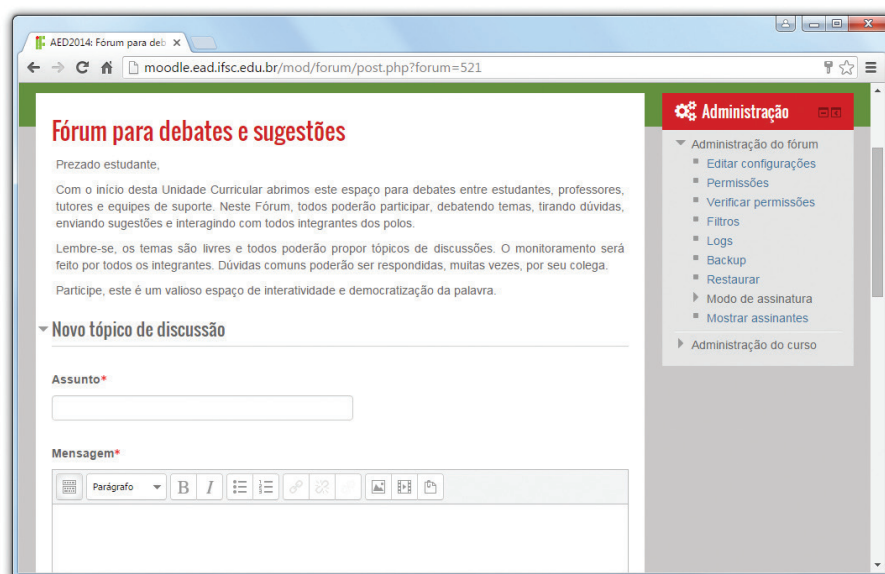 AED2014: Fórum para deb
moodle.ead.ifsc.edu.br/mod/forum/post.php?forum=521
Fórum para debates e sugestões
Prezado estudante,
Com o início desta Unidade Curricular abrimos este espaço para debates entre estudantes, professores,
tutores e equipes de suporte. Neste Fórum, todos poderão participar, debatendo temas, tirando dúvidas,
enviando sugestões e interagindo com todos integrantes dos polos.
Lembre-se, os temas são livres e todos poderão propor tópicos de discussões. O monitoramento será
feito por todos os integrantes. Dúvidas comuns poderão ser respondidas, muitas vezes, por seu colega.
Participe, este é um valioso espaço de interatividade e democratização da palavra.
Novo tópico de discussão
Assunto*
Mensagem*
Parágrafo
B I
Administração
Administração do fórum
Editar configurações
Permissões
Verificar permissões
Filtros
Logs
Backup
Restaurar
Modo de assinatura
Mostrar assinantes
Administração do curso